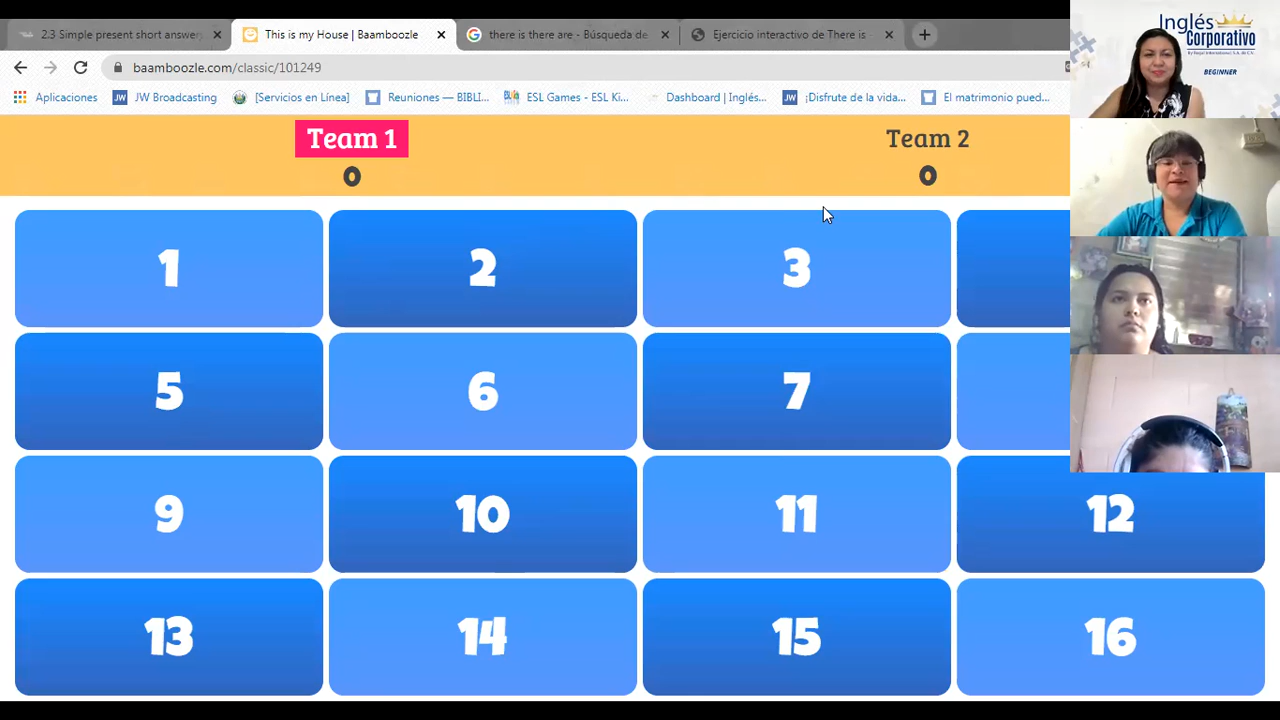 2.3 Simple present short answer
This is my House | Baamboozle
there is there are - Búsqueda de
Ejercicio interactivo de There is
baamboozle.com/classic/101249
Aplicaciones
JW Broadcasting
[Servicios en Línea]
Reuniones — BIBLI...
ESL Games - ESL Ki...
Dashboard | Inglés...
¡Disfrute de la vida...
El matrimonio pued...
Inglés
Corporativo
BEGINNER
Team 1
0
Team 2
0
1
2
3
5
6
7
9
10
11
12
13
14
15
16